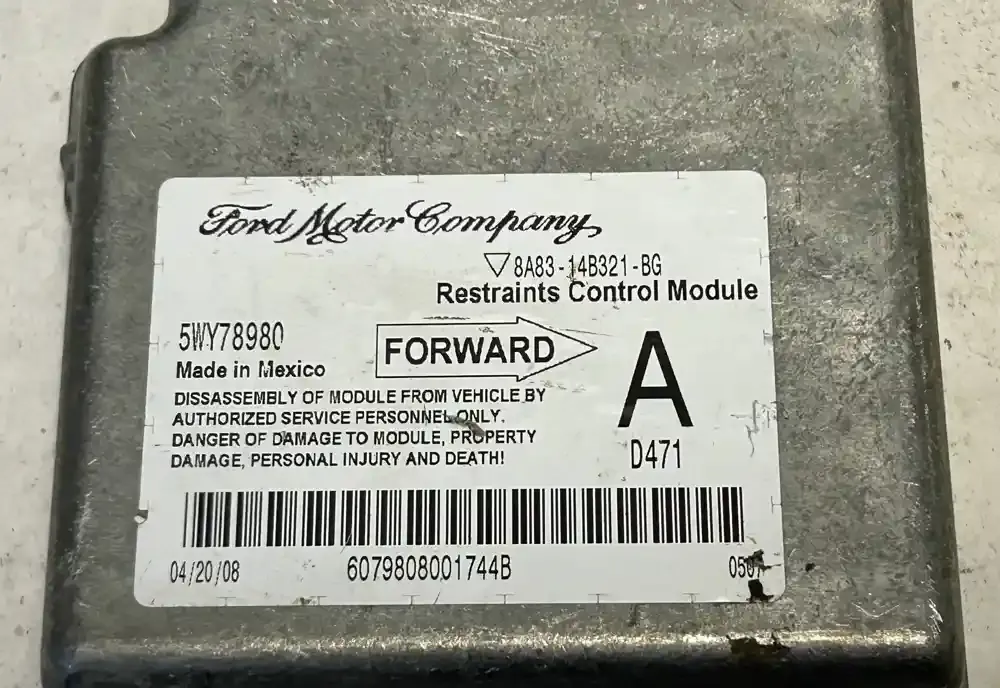 Ford Motor Company
8A83-14B321-BG
Restraints Control Module
5WY78980
Made in Mexico
FORWARD
A
D471
DISSASSEMBLY OF MODULE FROM VEHICLE BY
AUTHORIZED SERVICE PERSONNEL ONLY.
DANGER OF DAMAGE TO MODULE, PROPERTY
DAMAGE, PERSONAL INJURY AND DEATH!
04/20/08 6079808001744B